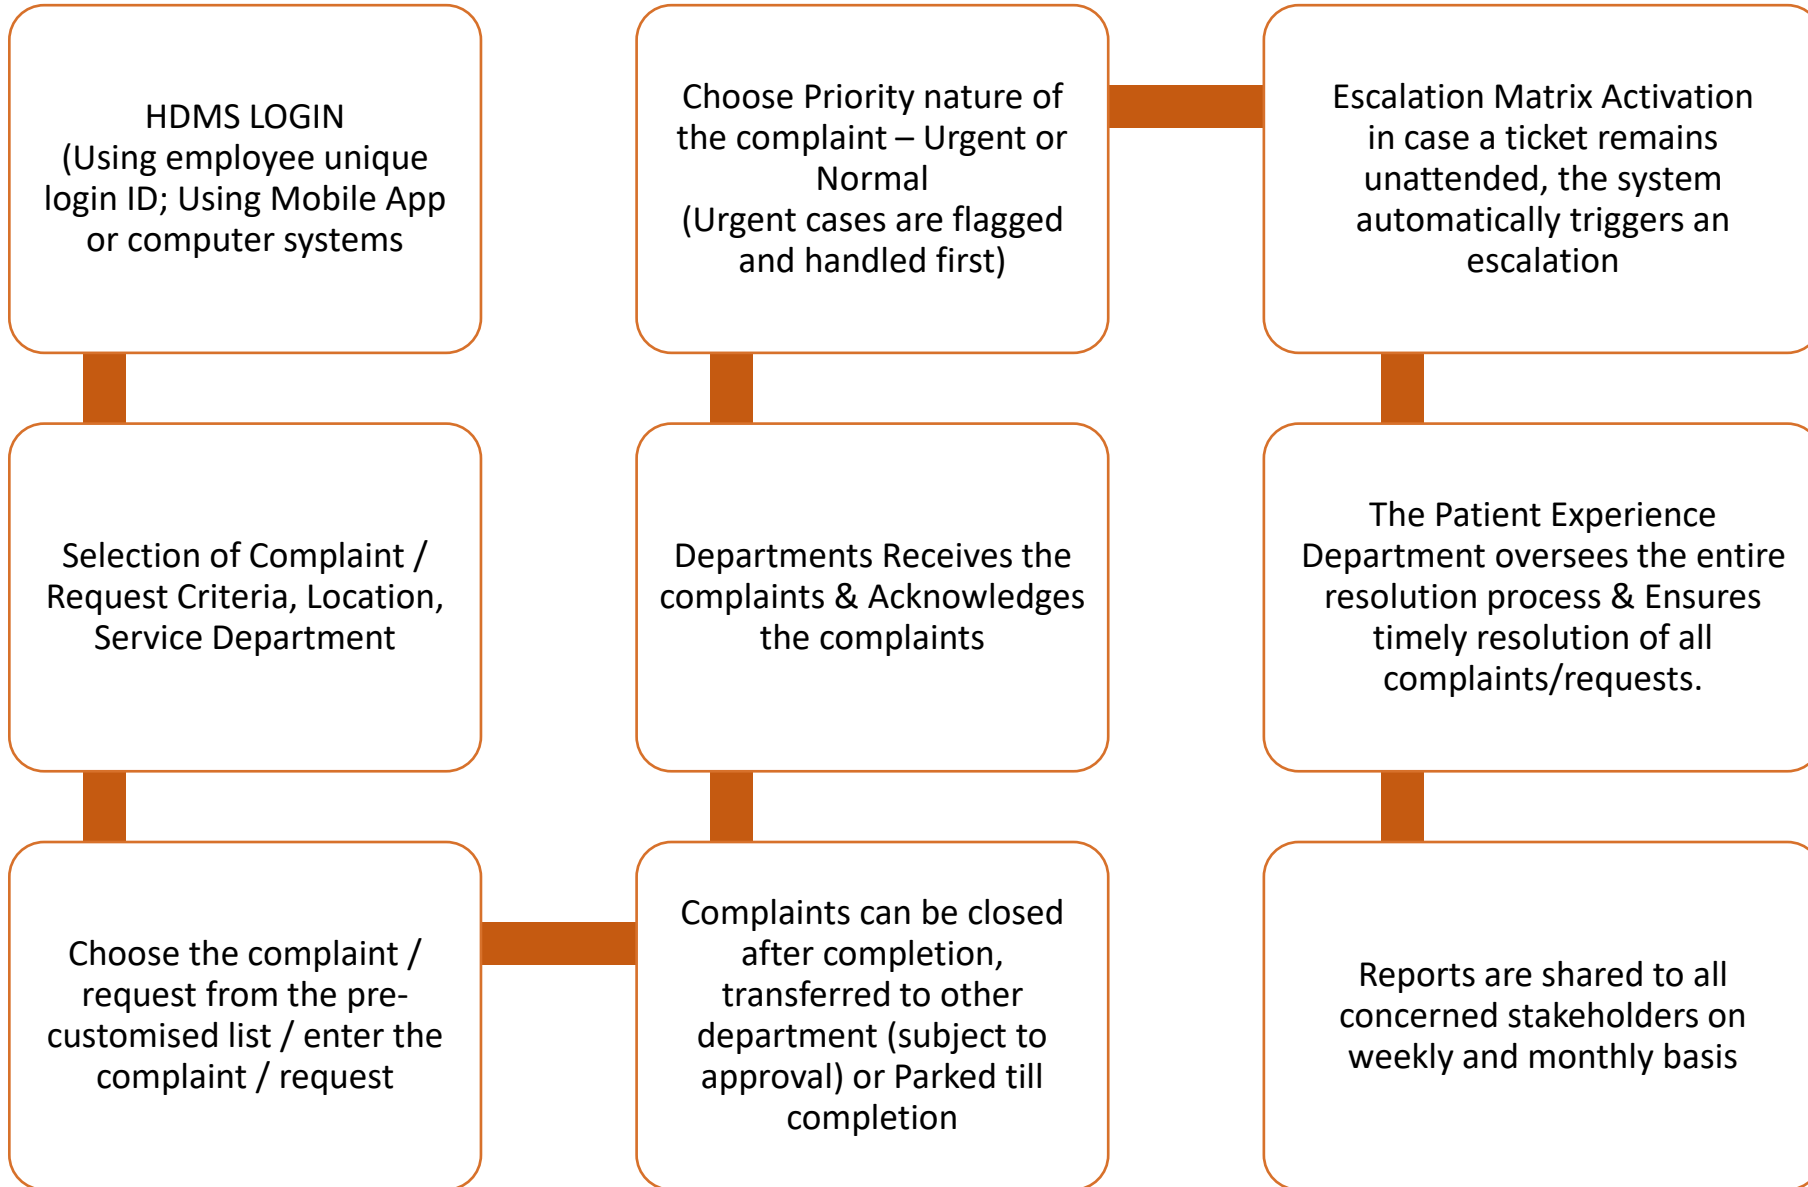 HDMS LOGIN
(Using employee unique
login ID; Using Mobile App
or computer systems
Selection of Complaint /
Request Criteria, Location,
Service Department
Choose the complaint /
request from the pre-
customised list / enter the
complaint / request
Complaints can be closed
after completion,
transferred to other
department (subject to
approval) or Parked till
completion
Departments Receives the
complaints & Acknowledges
the complaints
Choose Priority nature of
the complaint – Urgent or
Normal
(Urgent cases are flagged
and handled first)
Escalation Matrix Activation
in case a ticket remains
unattended, the system
automatically triggers an
escalation
The Patient Experience
Department oversees the entire
resolution process & Ensures
timely resolution of all
complaints/requests.
Reports are shared to all
concerned stakeholders on
weekly and monthly basis